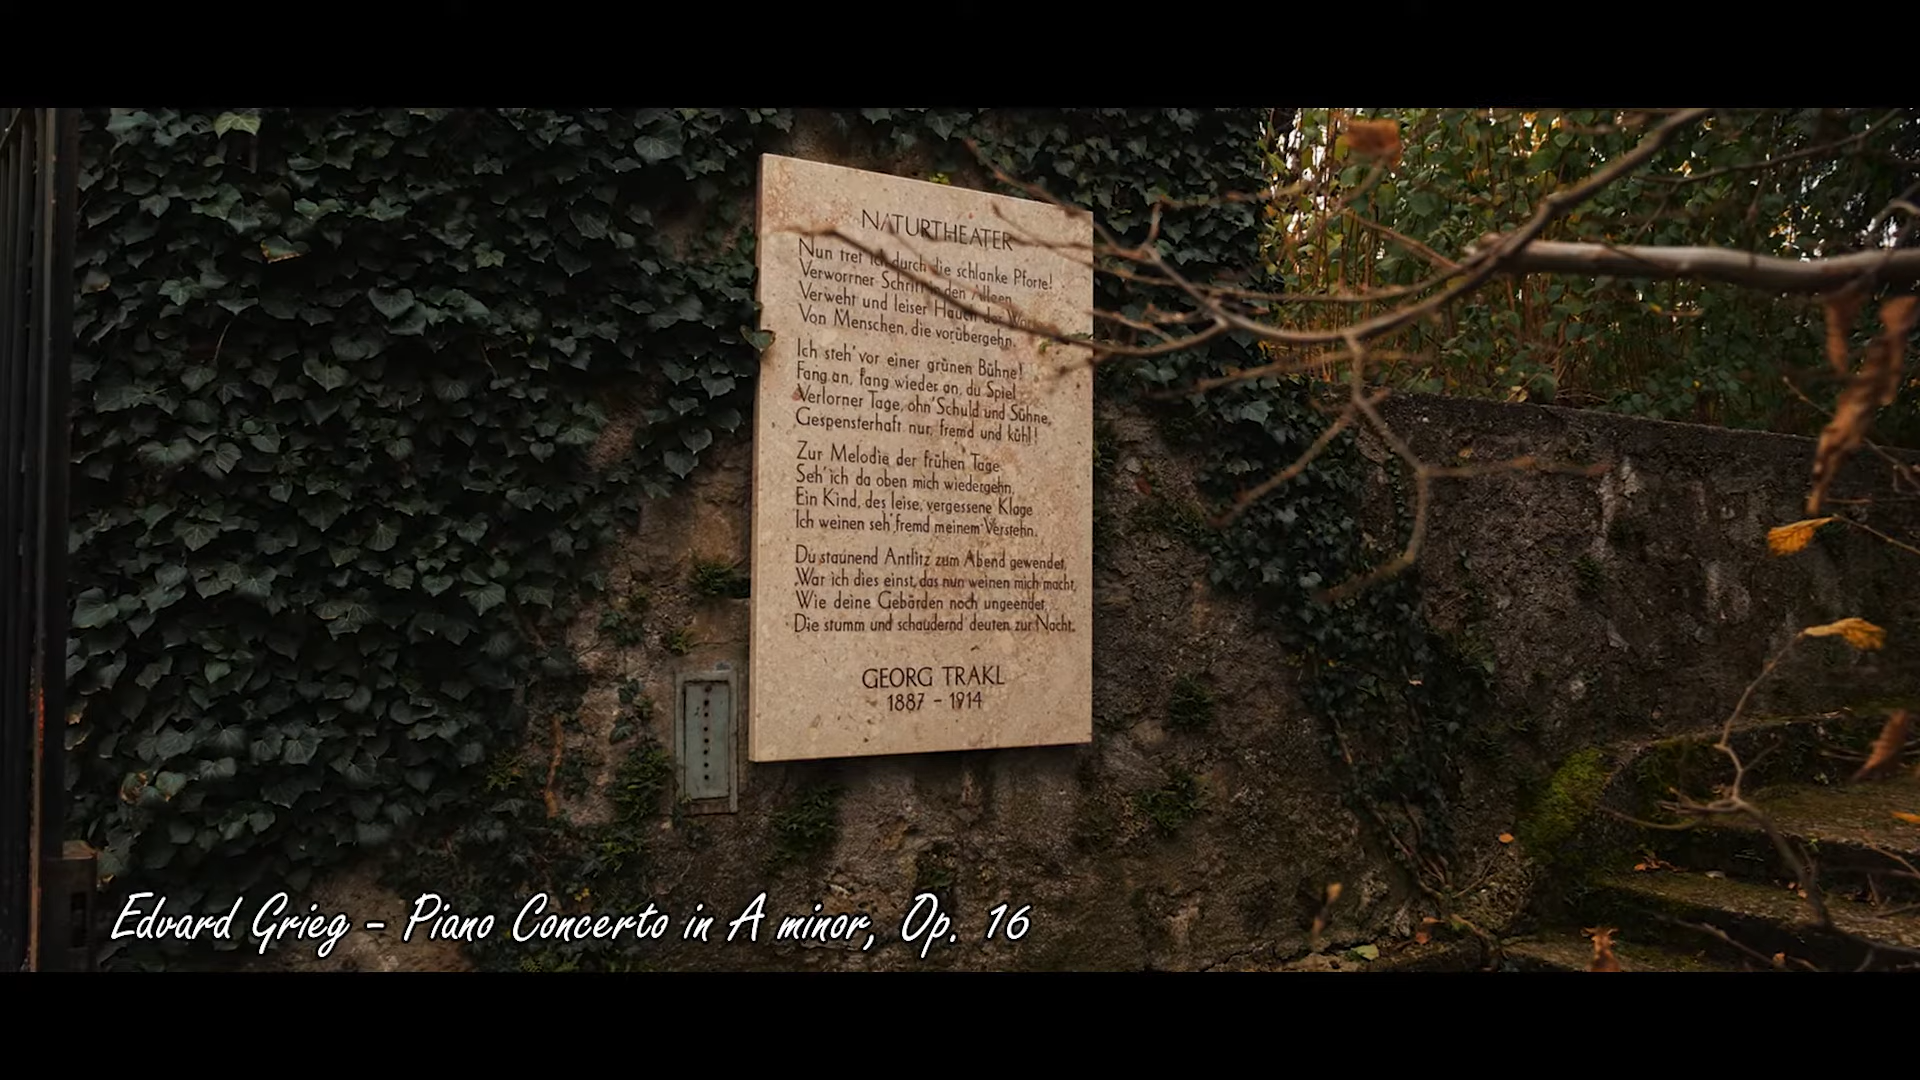 NATURTHEATER
Nun tret ich durch die schlanke Pforte!
Verworrner Schritt in den Alleen
Verweht und leiser Hauch der Worte
Von Menschen, die vorübergehn.
Ich steh' vor einer grünen Bühne!
Fang an, fang wieder an, du Spiel
Verlorner Tage, ohn' Schuld und Sühne,
Gespensterhaft nur, fremd und kühl!
Zur Melodie der frühen Tage
Seh' ich da oben mich wiedergehn,
Ein Kind, des leise, vergessene Klage
Ich weinen seh' fremd meinem Verstehn.
Du staunend Antlitz zum Abend gewendet,
War ich dies einst, das nun weinen mich macht,
Wie deine Gebärden noch ungeendet,
Die stumm und schaudernd deuten zur Nacht.
GEORG TRAKL
1887 - 1914
Edvard Grieg - Piano Concerto in A minor, Op. 16